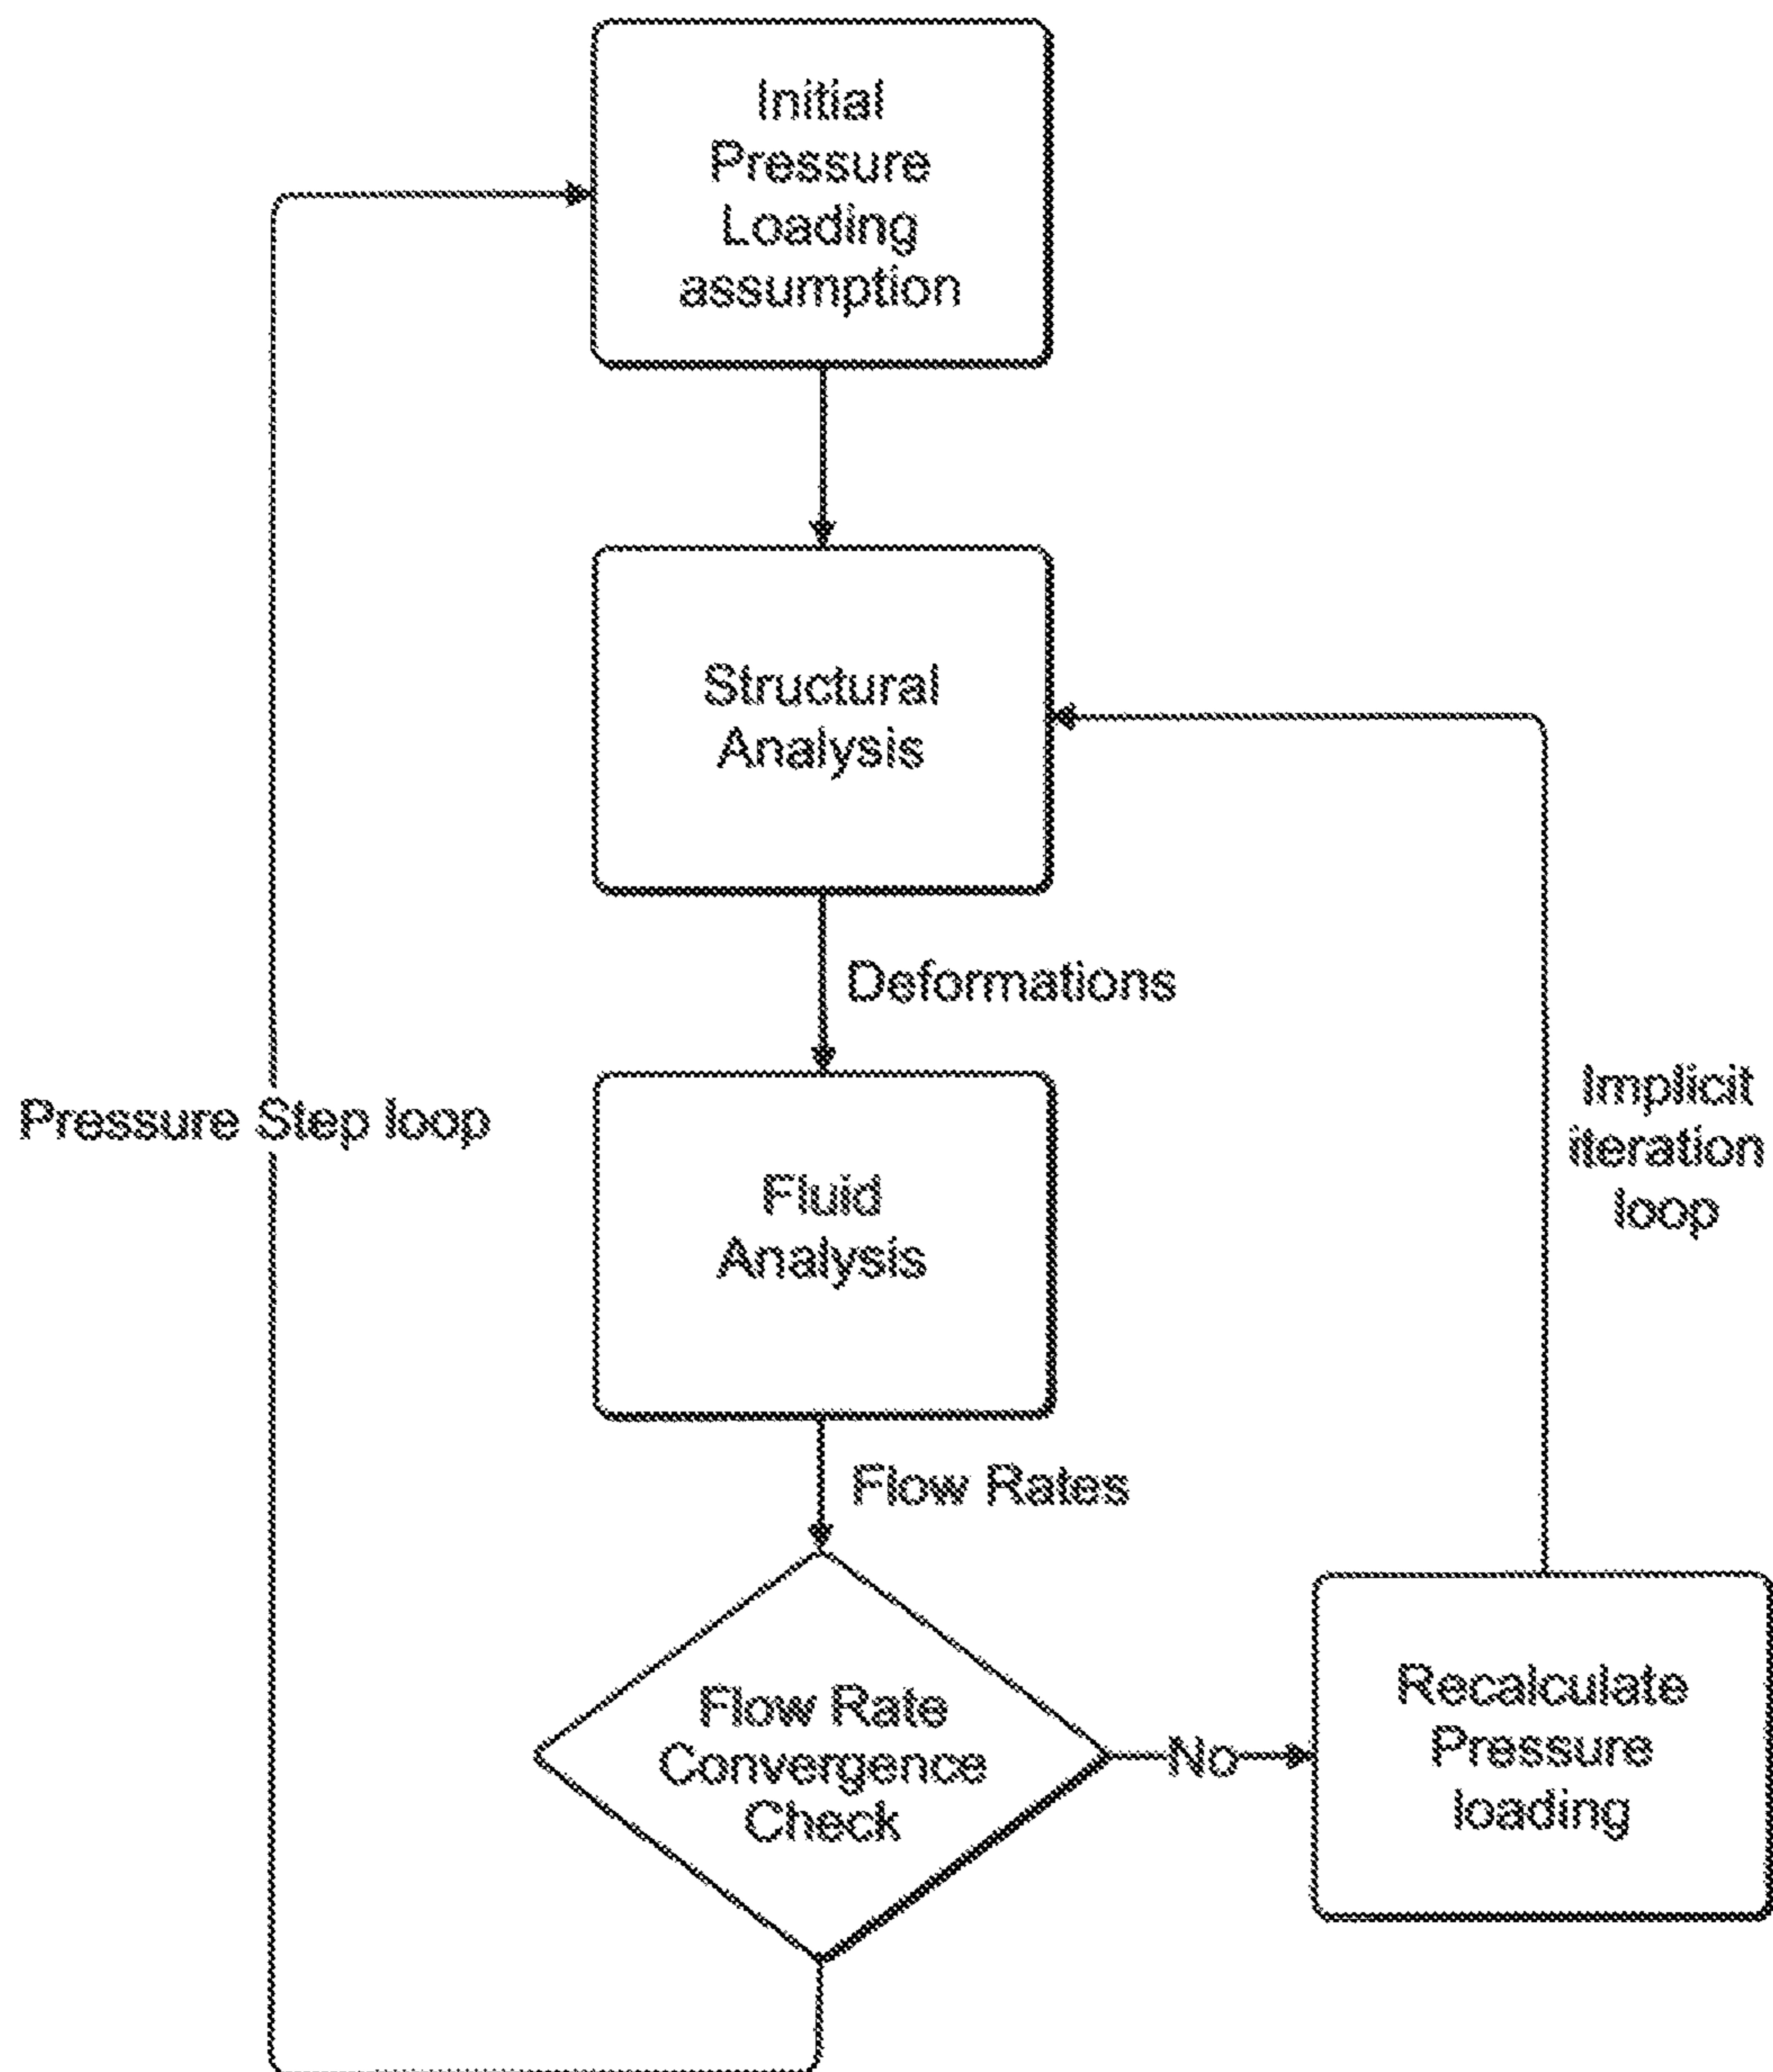 Initial
Pressure
Loading
assumption
Structural
Analysis
Deformations
Pressure Step loop
Implicit
iteration
loop
Fluid
Analysis
Flow Rates
Flow Rate
Convergence
Check
No
Recalculate
Pressure
loading